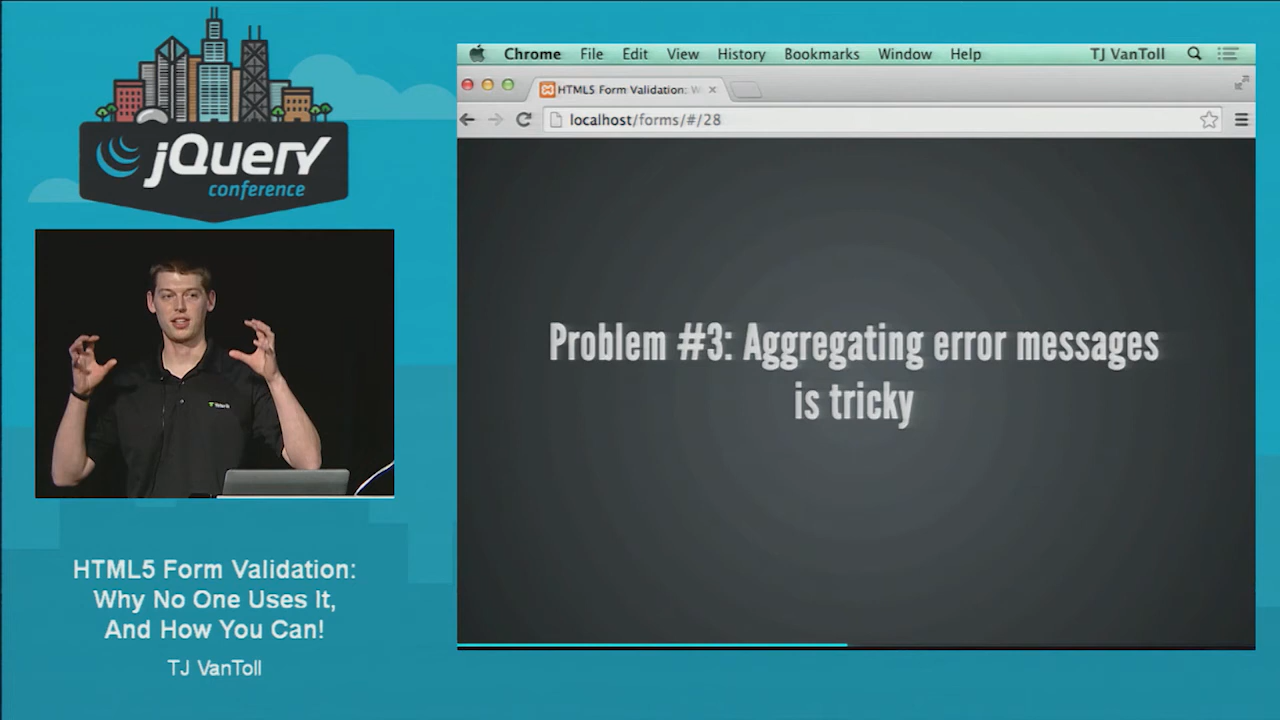 jQuery
conference
HTML5 Form Validation:
Why No One Uses It,
And How You Can!
TJ VanToll
Chrome File Edit View History Bookmarks Window Help TJ VanToll
HTML5 Form Validation: W
localhost/forms/#/28
Problem #3: Aggregating error messages
is tricky